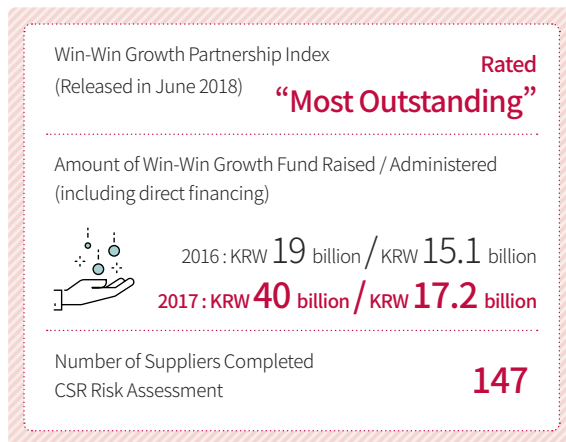 Win-Win Growth Partnership Index
(Released in June 2018)
Rated
“Most Outstanding”
Amount of Win-Win Growth Fund Raised / Administered
(including direct financing)
2016 : KRW 19 billion / KRW 15.1 billion
2017 : KRW 40 billion / KRW 17.2 billion
Number of Suppliers Completed
CSR Risk Assessment
147